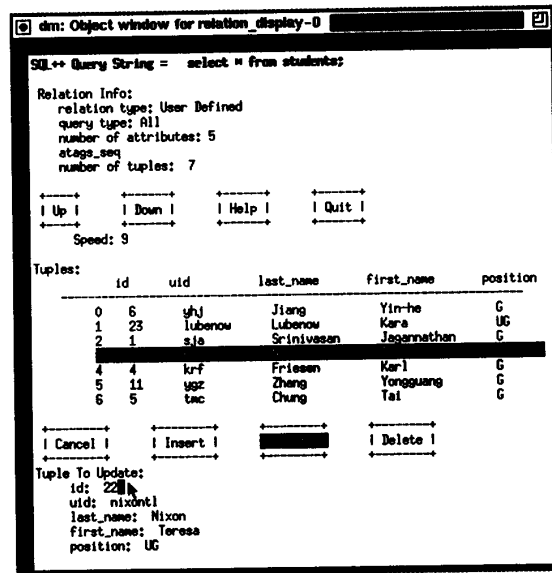 dm: Object window for relation_display-0
SQL++ Query String = select * from students;
Relation Info:
relation type: User Defined
query type: All
number of attributes: 5
atags_seq
number of tuples: 7
| Up | | Down | | Help | | Quit |
Speed: 9
Tuples:
id uid last_name first_name position
0 6 yhj Jiang Yin-he G
1 23 lubenow Lubenow Kara UG
2 1 sja Srinivasan Jagannathan G
4 4 krf Friesen Karl G
5 11 ygz Zhang Yongguang G
6 5 tmc Chung Tai G
| Cancel | | Insert | | Delete |
Tuple To Update:
id: 22
uid: nixontl
last_name: Nixon
first_name: Teresa
position: UG